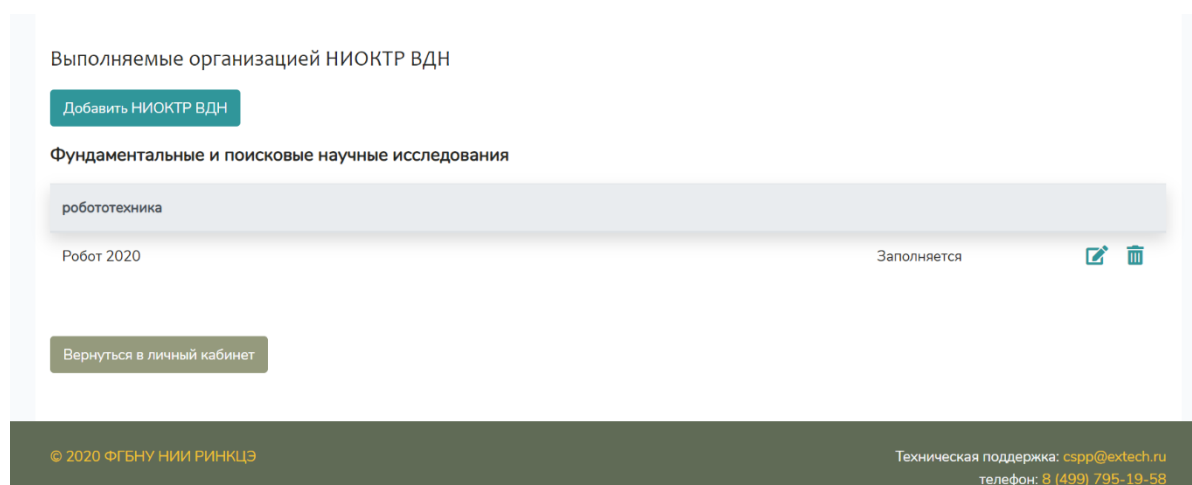 Выполняемые организацией НИОКТР ВДН
Добавить НИОКТР ВДН
Фундаментальные и поисковые научные исследования
робототехника
Робот 2020 Заполняется
Вернуться в личный кабинет
© 2020 ФГБНУ НИИ РИНКЦЭ Техническая поддержка: cspp@extech.ru
телефон: 8 (499) 795-19-58